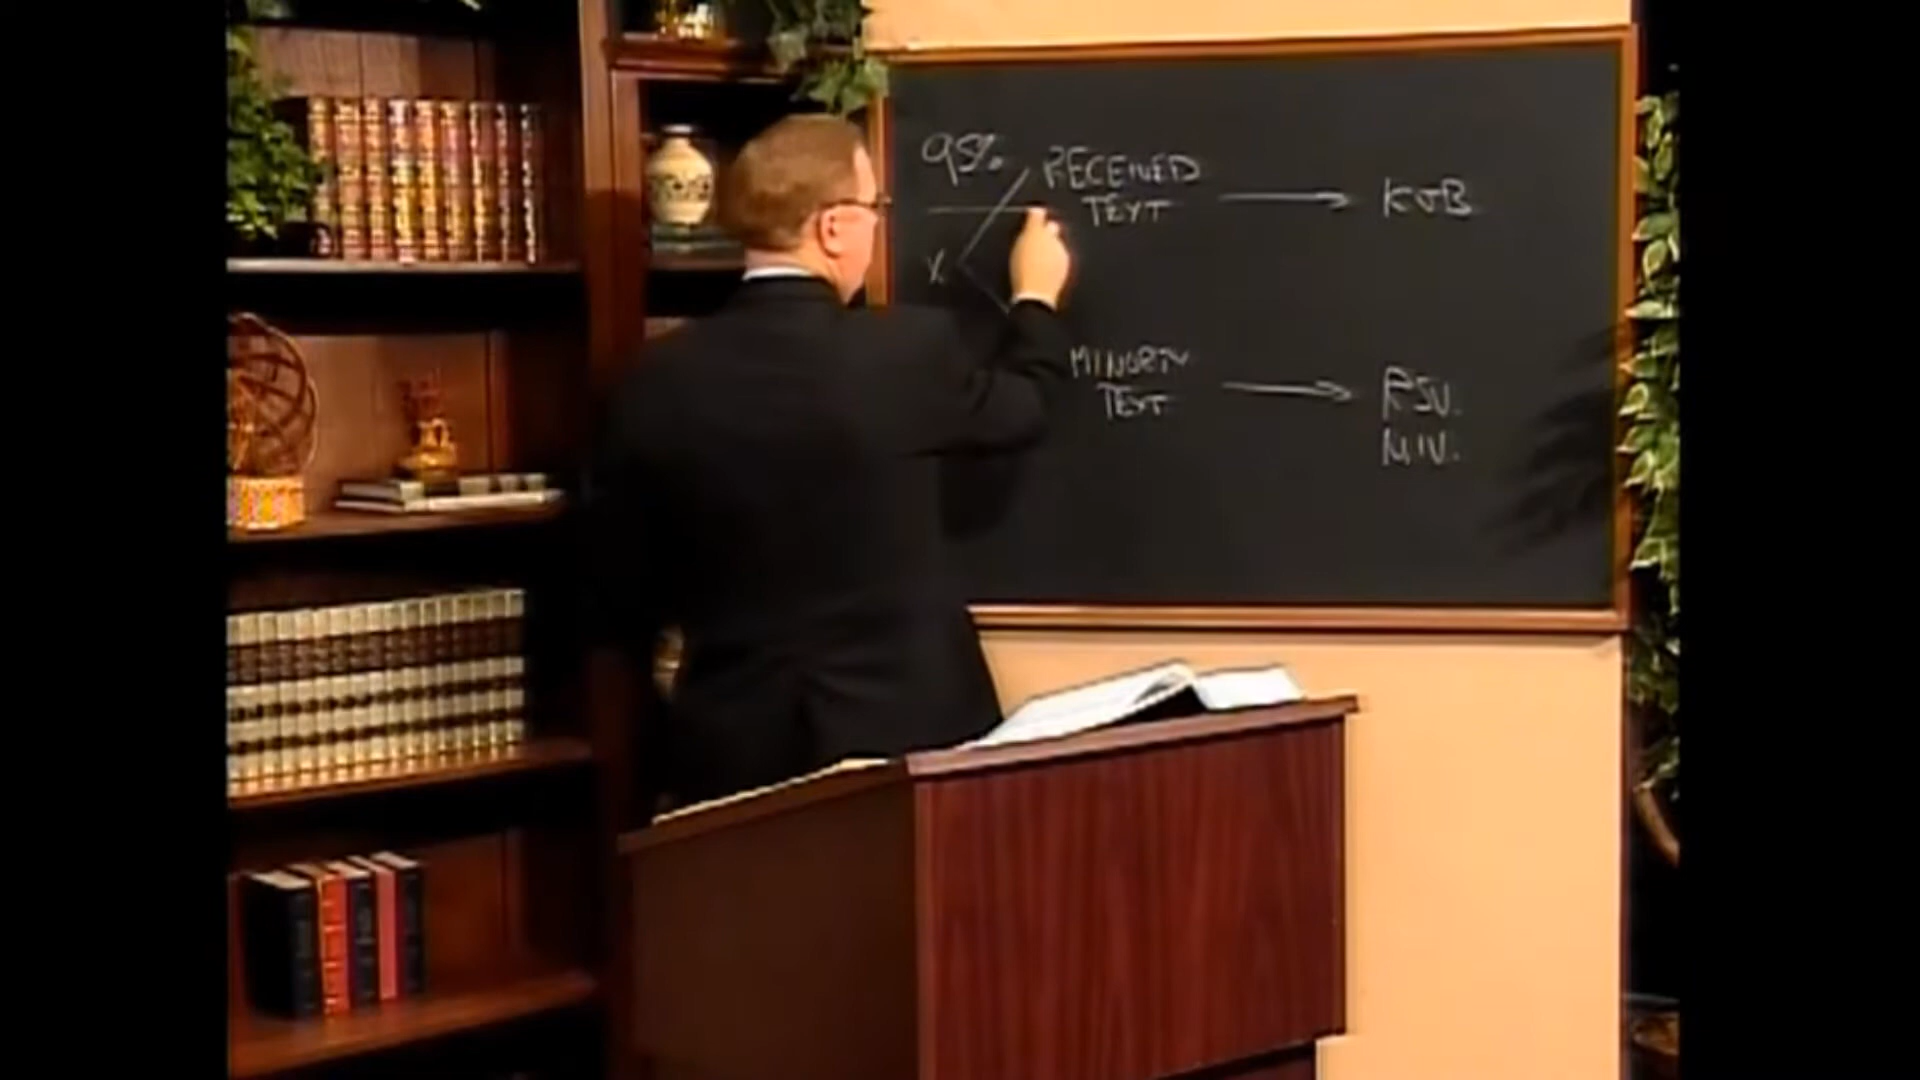 95%
RECEIVED
TEXT
KJB
X
MINORITY
TEXT
RSV.
NIV.